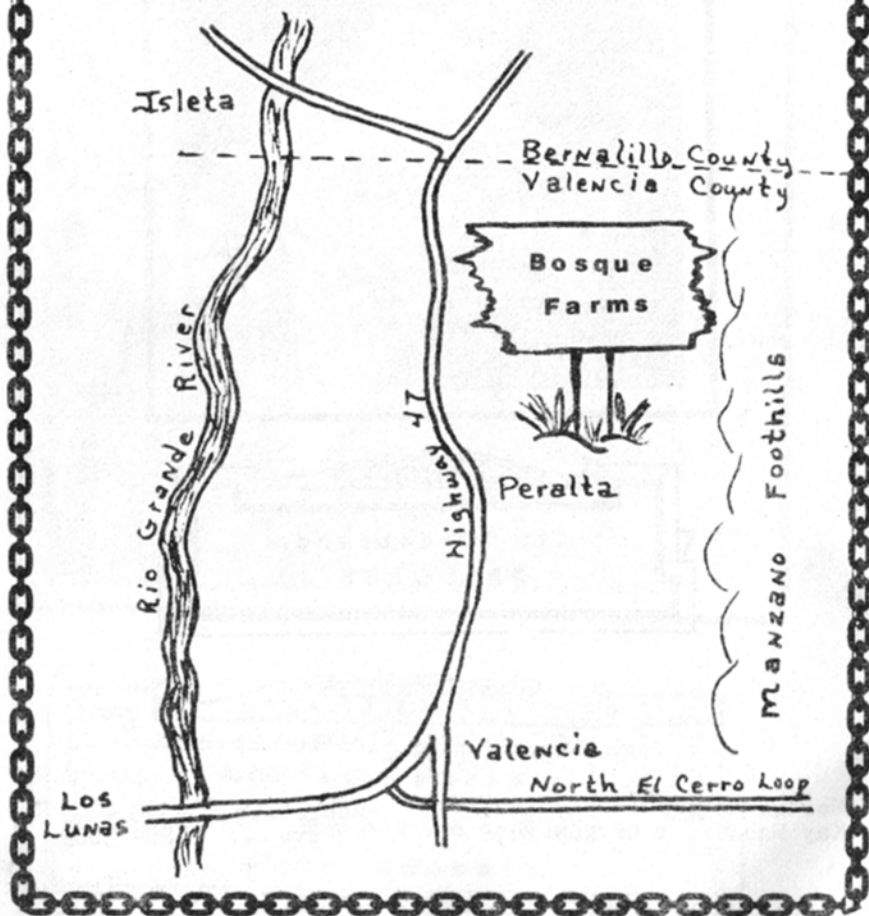 Isleta
Bernalillo County
Valencia County
Bosque
Farms
Rio Grande River
Highway 47
Peralta
Manzano Foothills
Valencia
North El Cerro Loop
Los
Lunas